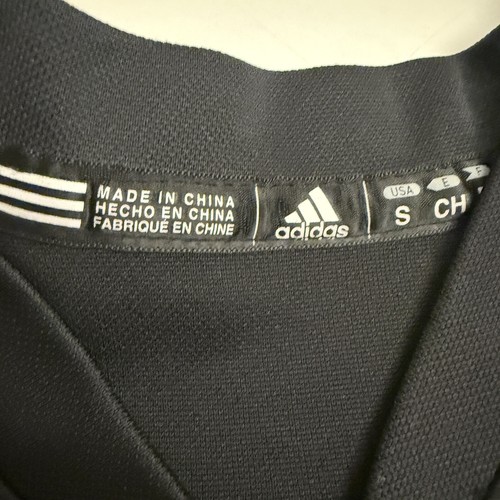 MADE IN CHINA
HECHO EN CHINA
FABRIQUÉ EN CHINE
adidas
USA E F
S CH